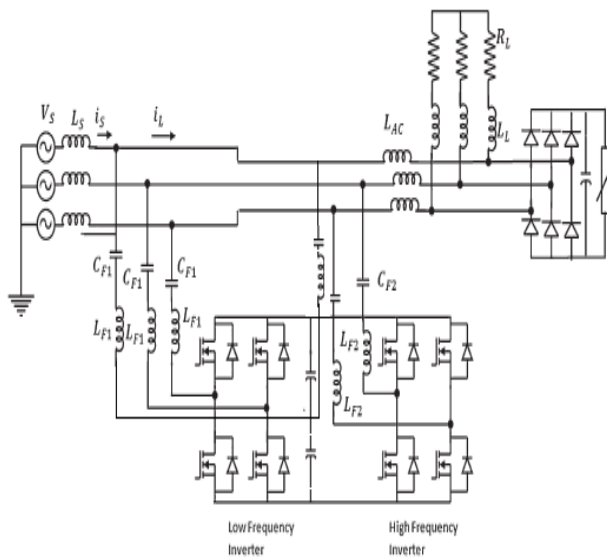 R_L
V_S L_S i_S i_L L_AC L_L
C_F1 C_F1 C_F1 C_F2
L_F1 L_F1 L_F1 L_F2
L_F2
Low Frequency Inverter
High Frequency Inverter